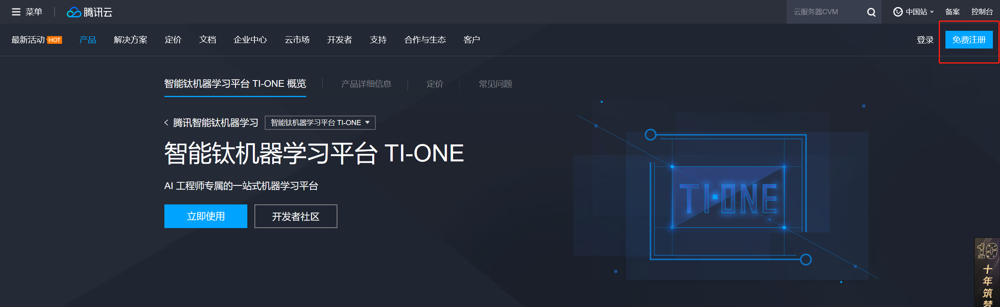 菜单 腾讯云 云服务器CVM 中国站 备案 控制台
最新活动 HOT 产品 解决方案 定价 文档 企业中心 云市场 开发者 支持 合作与生态 客户 登录 免费注册
智能钛机器学习平台 TI-ONE 概览 产品详细信息 定价 常见问题
腾讯智能钛机器学习 智能钛机器学习平台 TI-ONE
智能钛机器学习平台 TI-ONE
AI 工程师专属的一站式机器学习平台
立即使用 开发者社区
TI-ONE
10
十年筑梦